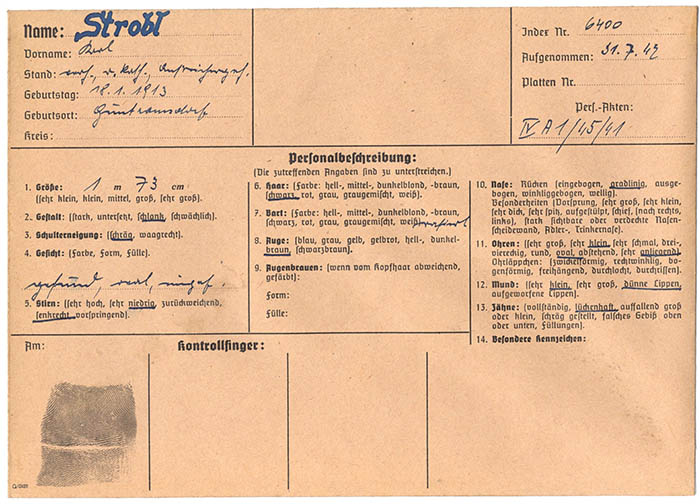 Name: Strobl
Vorname: Karl
Stand: verh., r. kath., Anstreichergeh.
Geburtstag: 18.1.1913
Geburtsort: Guntramsdorf
Kreis:
Index Nr. 6400
Aufgenommen: 31.7.42
Platten Nr.
Pers.-Akten:
IV A 1/45/41
Personalbeschreibung:
(Die zutreffenden Angaben sind zu unterstreichen.)
1. Größe: 1 m 73 cm
(sehr klein, klein, mittel, groß, sehr groß).
2. Gestalt: (stark, untersetzt, schlank, schwächlich).
3. Schulterneigung: (schräg, waagrecht).
4. Gesicht: (Farbe, Form, Fülle).
gesund, oval,
5. Stirn: (sehr hoch, sehr niedrig, zurückweichend,
senkrecht vorspringend).
6. Haar: (Farbe: hell-, mittel-, dunkelblond, -braun,
schwarz, rot, grau, graugemischt, weiß).
7. Bart: (Farbe: hell-, mittel-, dunkelblond, -braun,
schwarz, rot, grau, graugemischt, weiß) rasiert
8. Auge: (blau, grau, gelb, gelbrot, hell-, dunkel-
braun, schwarzbraun).
9. Augenbrauen: (wenn vom Kopfhaar abweichend,
gefärbt):
Form:
Fülle:
10. Nase: Rücken (eingebogen, gradlinig, ausge-
bogen, winkliggebogen, wellig).
Besonderheiten (Vorsprung, sehr groß, sehr klein,
sehr dick, sehr spitz, aufgestülpt, schief, (nach rechts,
links) stark sichtbare oder verdeckte Nasen-
scheidewand, Adler-, Trinkernase).
11. Ohren: (sehr groß, sehr klein, sehr schmal, drei-,
viereckig, rund, oval, abstehend, sehr anliegend)
Ohrläppchen: (zwickelförmig, rechtwinklig, bo-
genförmig, freihängend, durchlocht, durchrissen).
12. Mund: (sehr klein, sehr groß, dünne Lippen,
aufgeworfene Lippen).
13. Zähne: (vollständig, lückenhaft, auffallend groß
oder klein, schräg gestellt, falsches Gebiß oben
oder unten, Füllungen).
14. Besondere Kennzeichen:
Am:
Kontrollfinger: